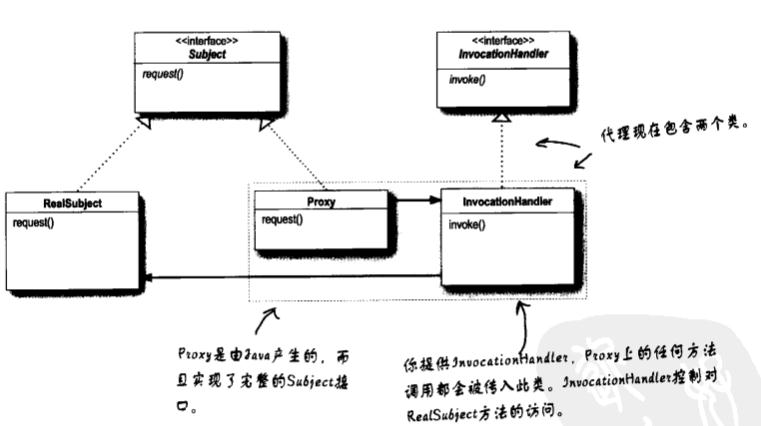 <<interface>>
Subject
request()
<<interface>>
InvocationHandler
invoke()
代理现在包含两个类。
RealSubject
request()
Proxy
request()
InvocationHandler
invoke()
Proxy是由Java产生的，而
且实现了完整的Subject接
口。
你提供InvocationHandler，Proxy上的任何方法
调用都会被传入此类。InvocationHandler控制对
RealSubject方法的访问。